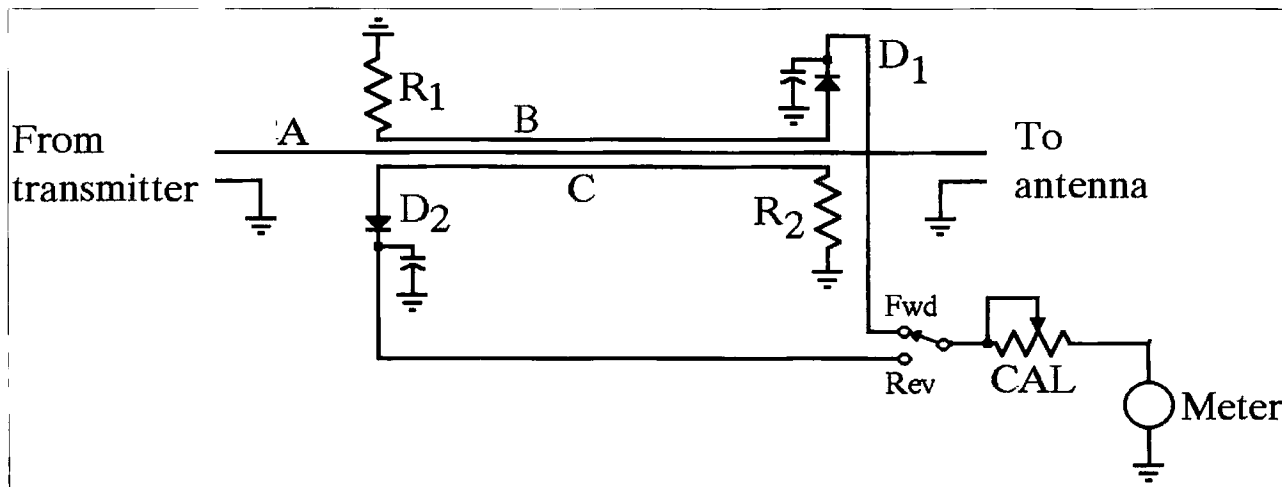 D1
R1
B
From
transmitter
A
To
antenna
C
D2
R2
Fwd
Rev
CAL
Meter